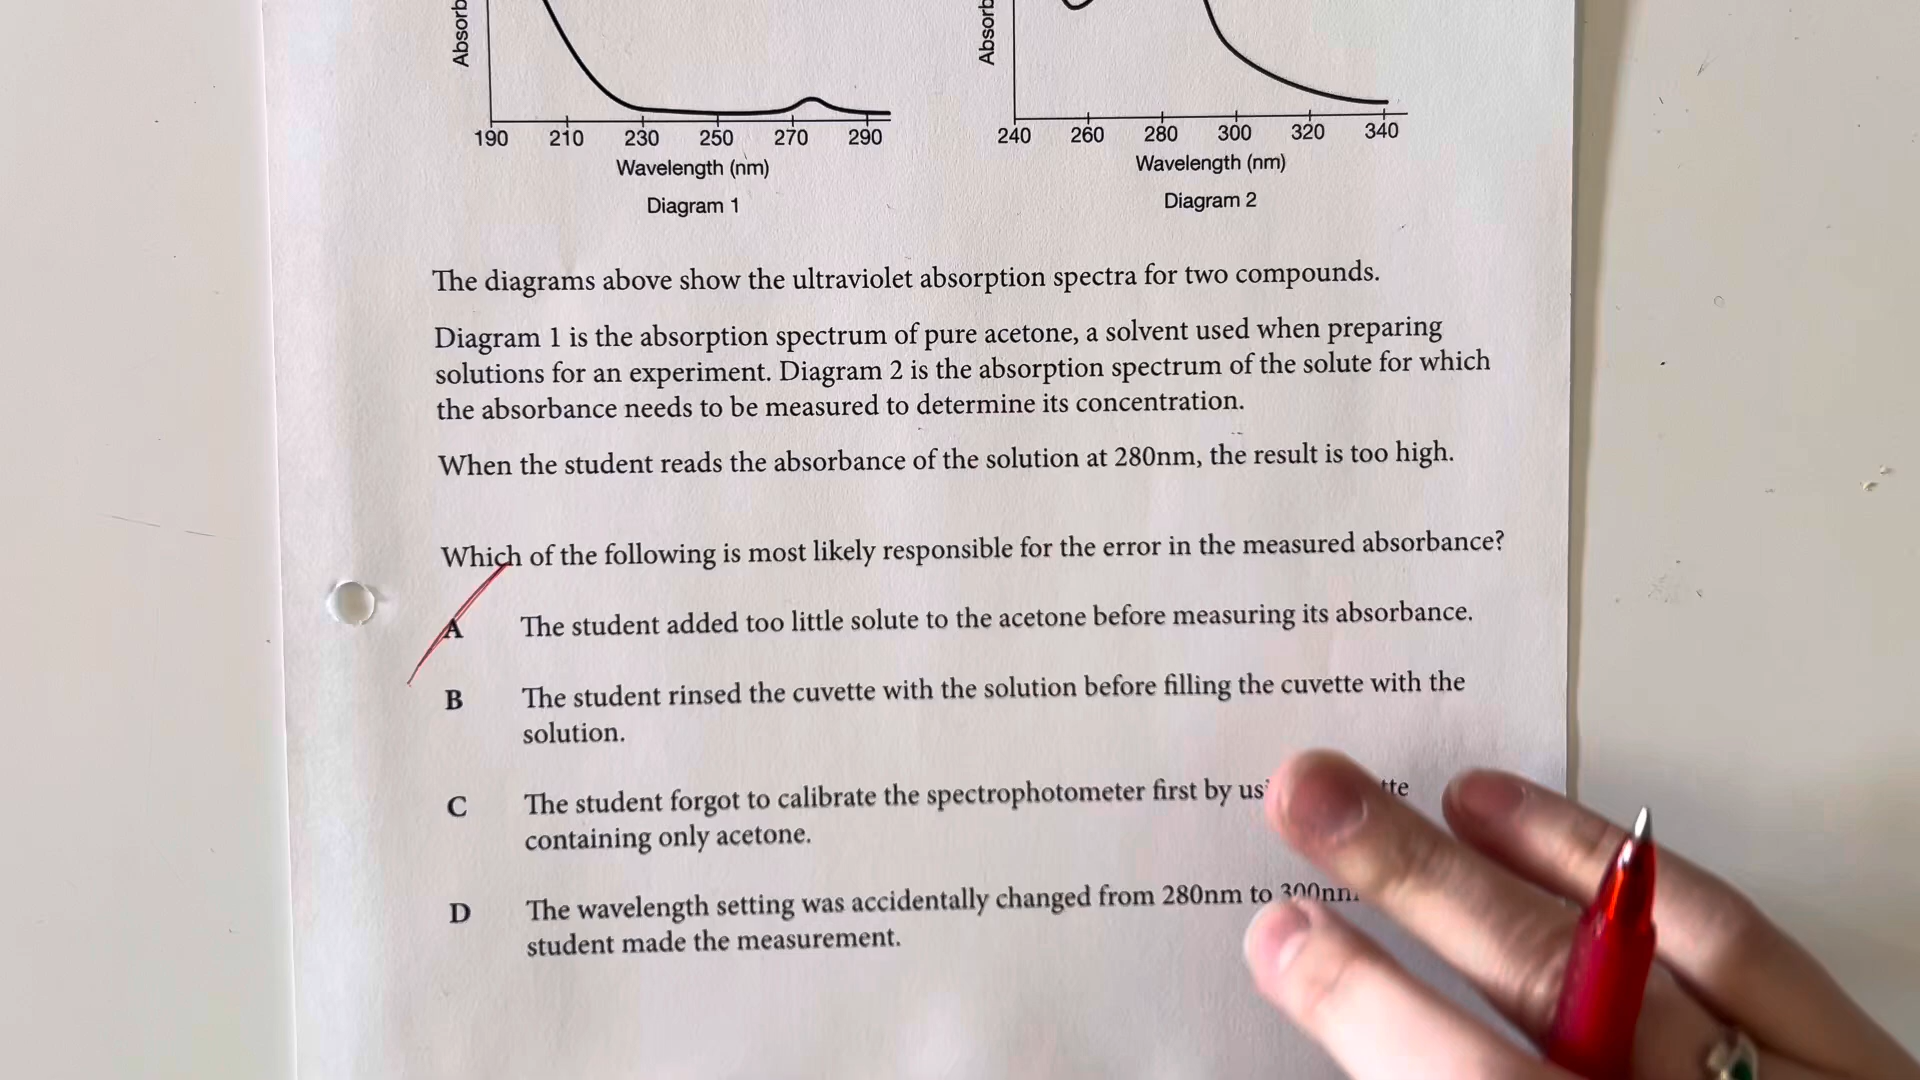 Absorb
Absorb
190 210 230 250 270 290
240 260 280 300 320 340
Wavelength (nm)
Wavelength (nm)
Diagram 1
Diagram 2
The diagrams above show the ultraviolet absorption spectra for two compounds.
Diagram 1 is the absorption spectrum of pure acetone, a solvent used when preparing
solutions for an experiment. Diagram 2 is the absorption spectrum of the solute for which
the absorbance needs to be measured to determine its concentration.
When the student reads the absorbance of the solution at 280nm, the result is too high.
Which of the following is most likely responsible for the error in the measured absorbance?
A The student added too little solute to the acetone before measuring its absorbance.
B The student rinsed the cuvette with the solution before filling the cuvette with the
solution.
C The student forgot to calibrate the spectrophotometer first by
containing only acetone.
D The wavelength setting was accidentally changed from 280nm to
student made the measurement.